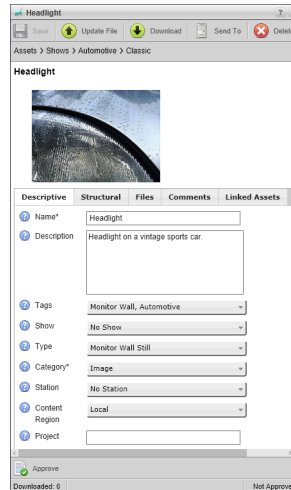 Headlight ?
Save Update File Download Send To Delet
Assets > Shows > Automotive > Classic
Headlight
Descriptive Structural Files Comments Linked Assets
? Name* Headlight
? Description Headlight on a vintage sports car.
? Tags Monitor Wall, Automotive
? Show No Show
? Type Monitor Wall Still
? Category* Image
? Station No Station
? Content Region Local
? Project
Approve
Downloaded: 0 Not Approve